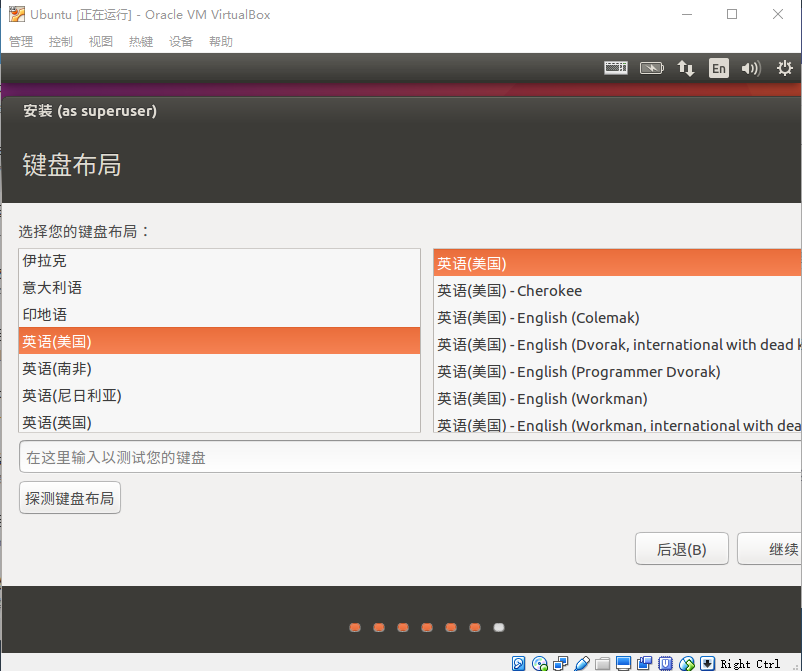 Ubuntu [正在运行] - Oracle VM VirtualBox
管理 控制 视图 热键 设备 帮助
En
安装 (as superuser)
键盘布局
选择您的键盘布局：
伊拉克
意大利语
印地语
英语(美国)
英语(南非)
英语(尼日利亚)
英语(英国)
英语(美国)
英语(美国) - Cherokee
英语(美国) - English (Colemak)
英语(美国) - English (Dvorak, international with dead k
英语(美国) - English (Programmer Dvorak)
英语(美国) - English (Workman)
英语(美国) - English (Workman, international with dea
在这里输入以测试您的键盘
探测键盘布局
后退(B)
继续
Right Ctrl